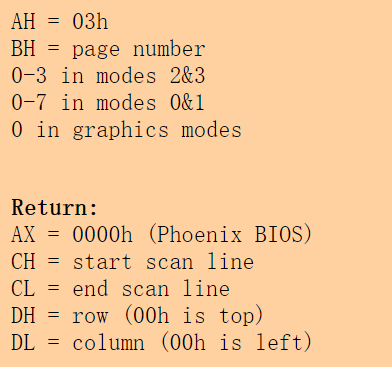 AH = 03h
BH = page number
0-3 in modes 2&3
0-7 in modes 0&1
0 in graphics modes
Return:
AX = 0000h (Phoenix BIOS)
CH = start scan line
CL = end scan line
DH = row (00h is top)
DL = column (00h is left)